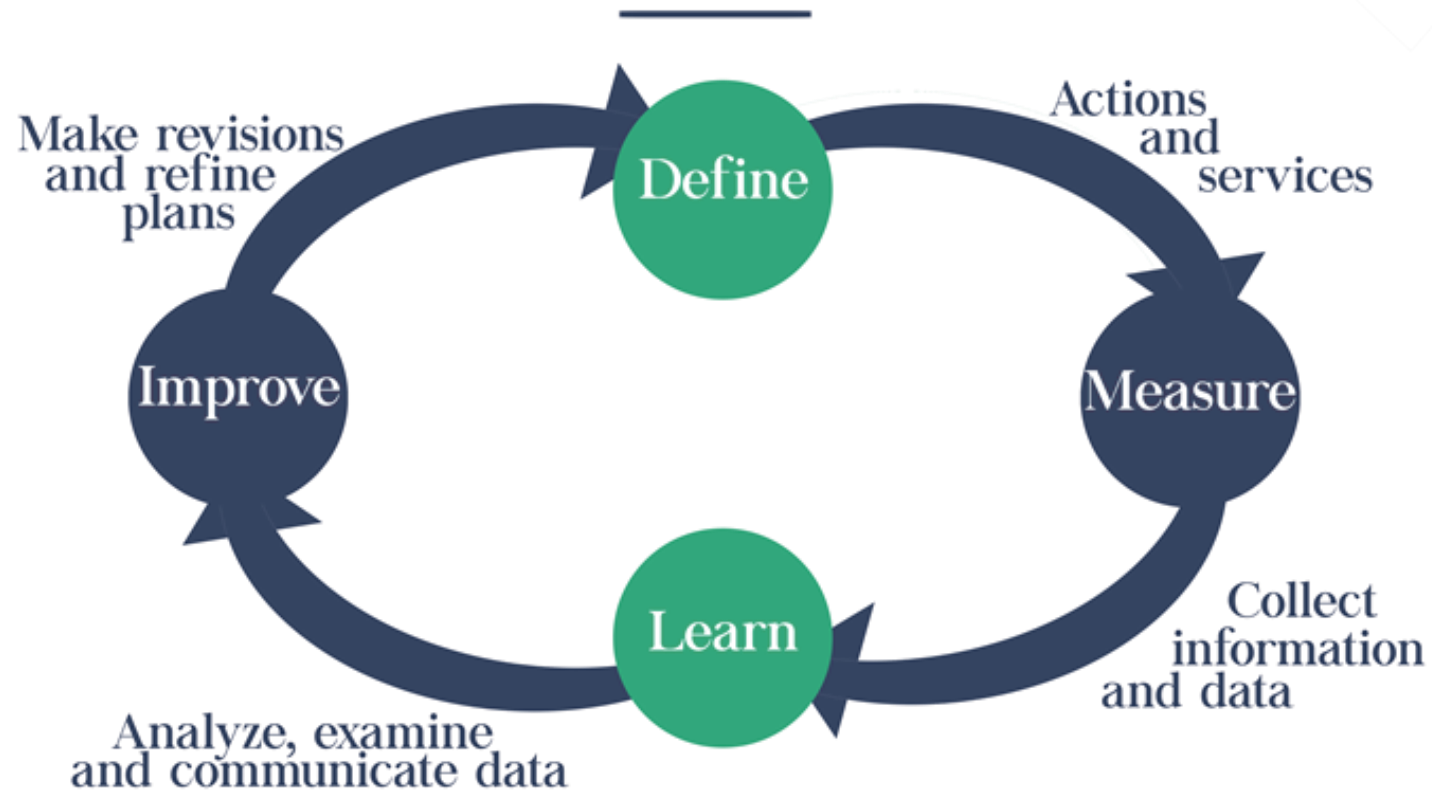 Define
Actions
and
services
Measure
Collect
information
and data
Learn
Analyze, examine
and communicate data
Improve
Make revisions
and refine
plans